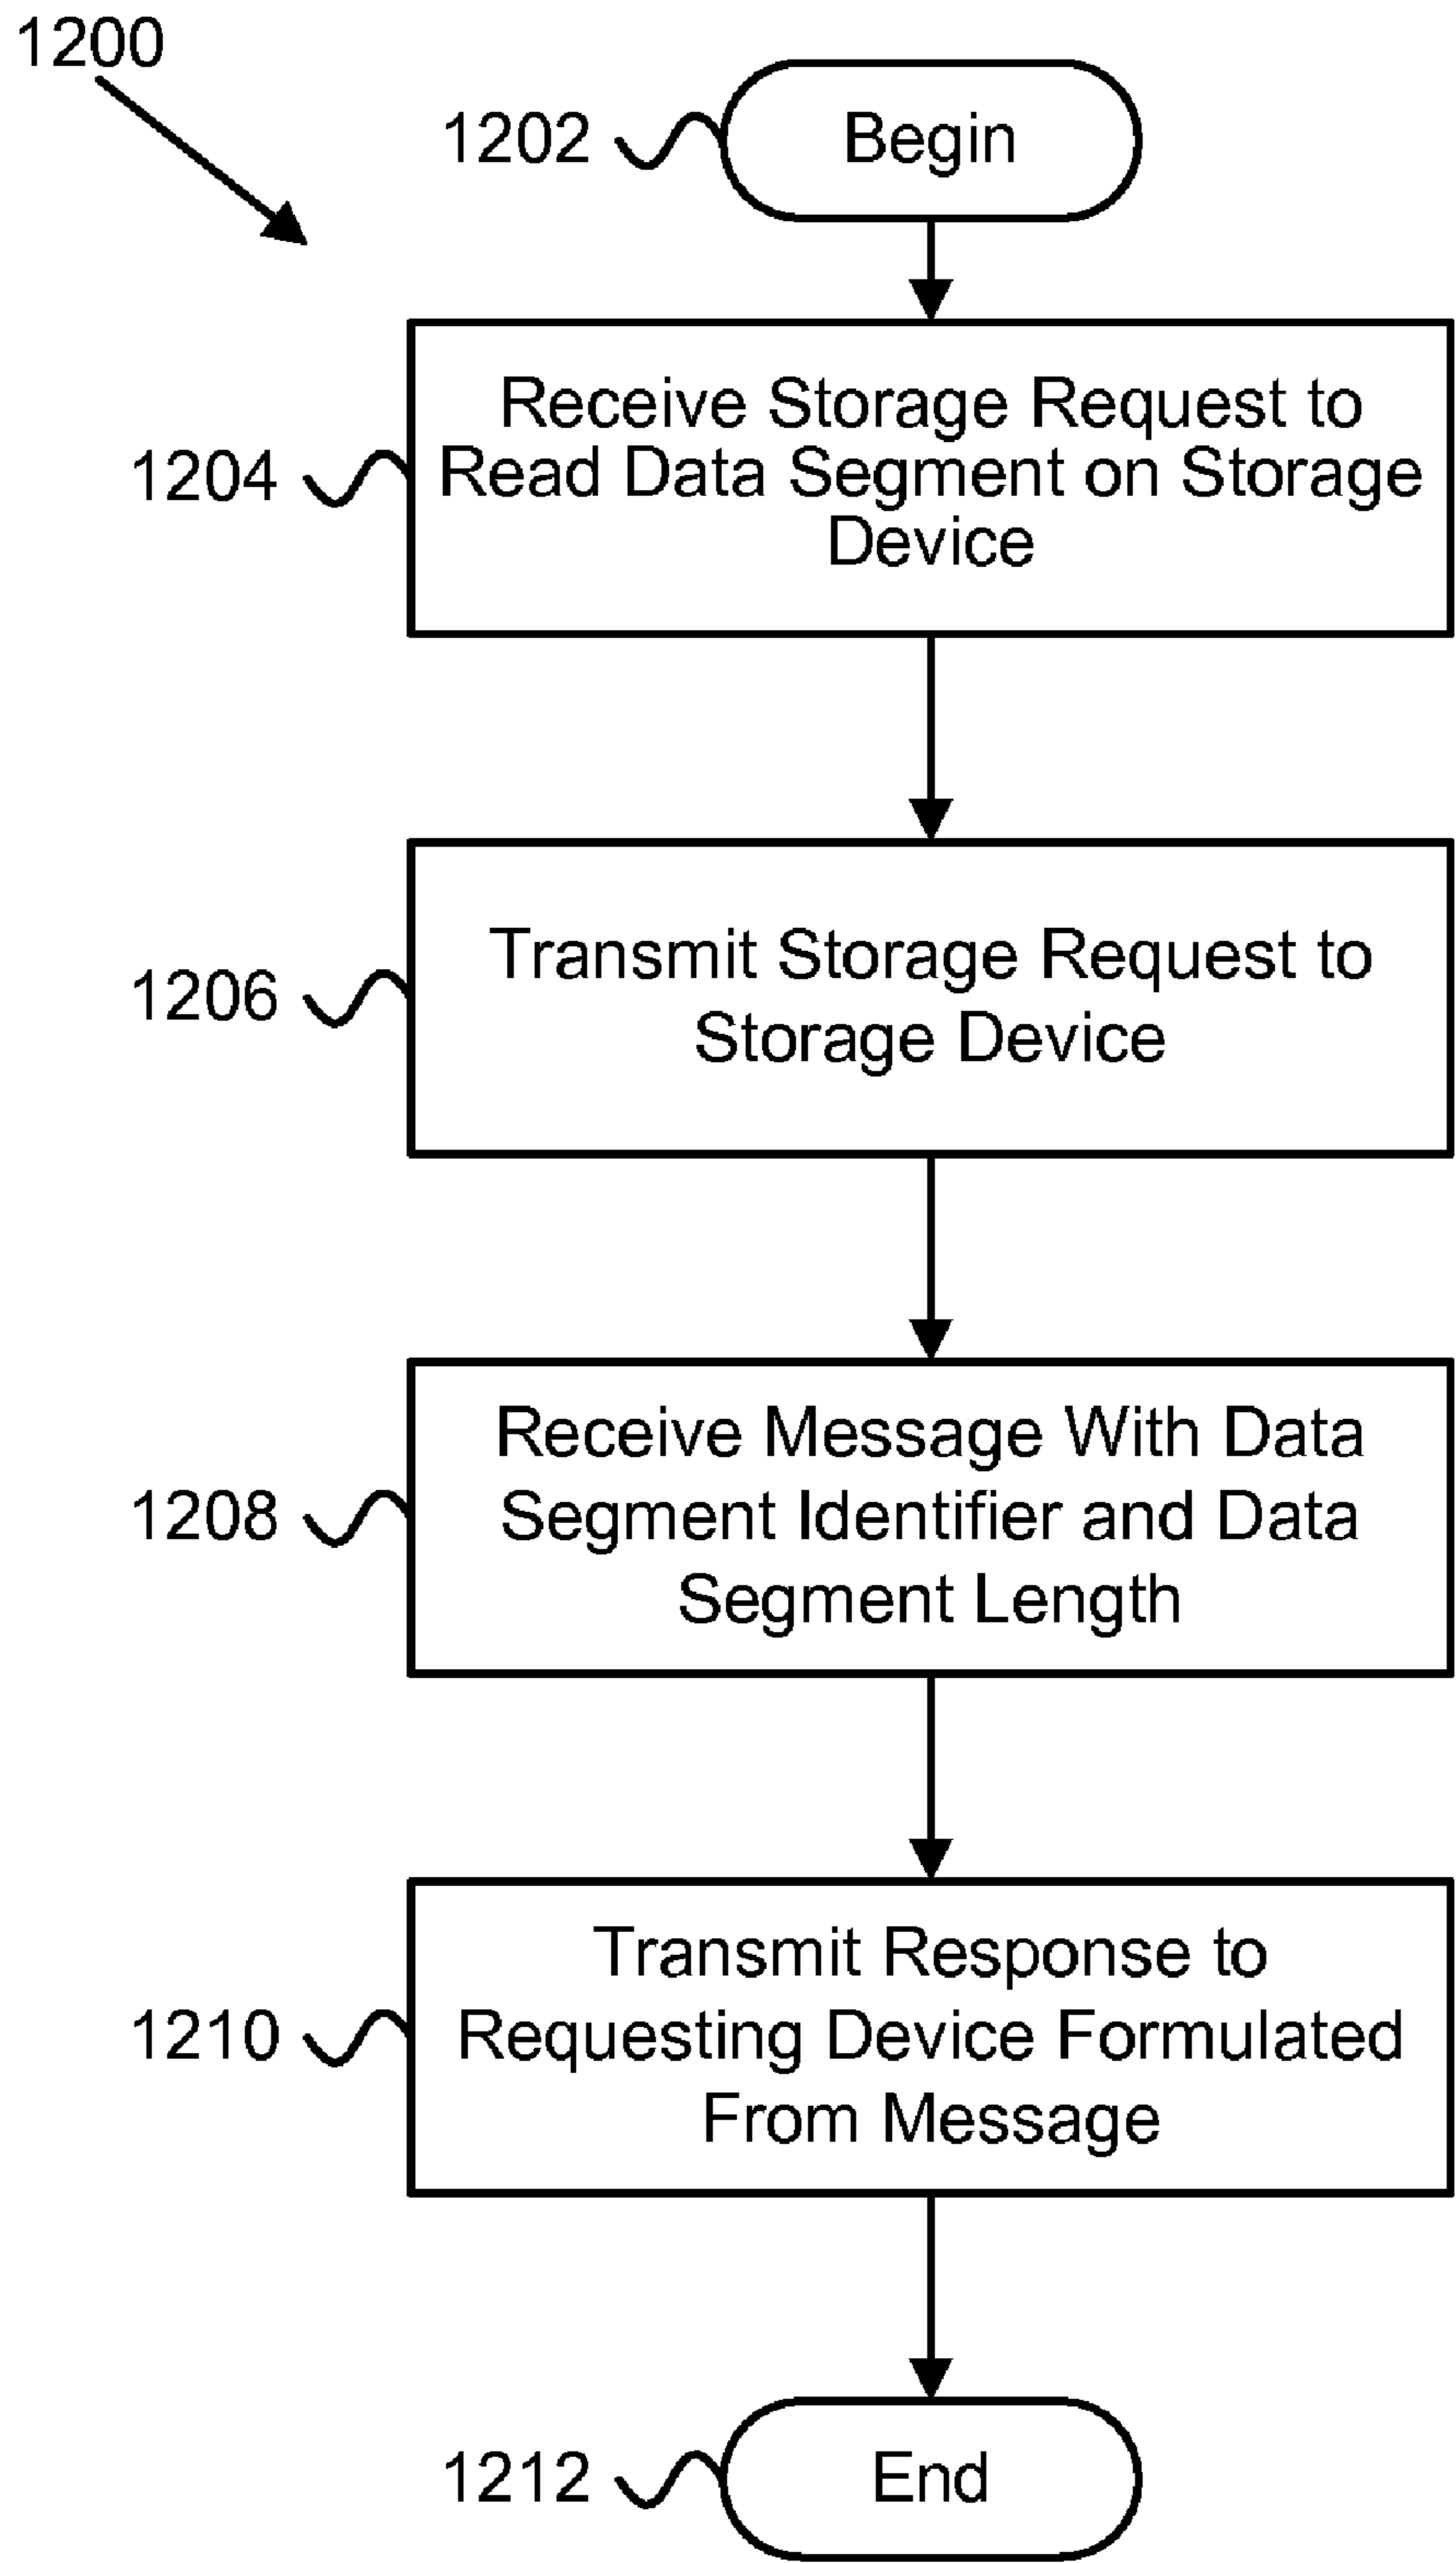 1200
1202
Begin
1204
Receive Storage Request to
Read Data Segment on Storage
Device
1206
Transmit Storage Request to
Storage Device
1208
Receive Message With Data
Segment Identifier and Data
Segment Length
1210
Transmit Response to
Requesting Device Formulated
From Message
1212
End